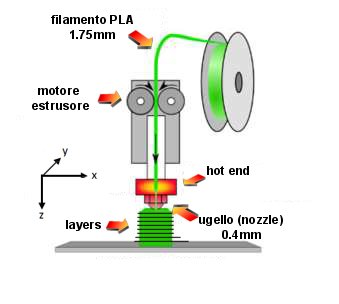 filamento PLA
1.75mm
motore
estrusore
y
x
z
hot end
layers
ugello (nozzle)
0.4mm